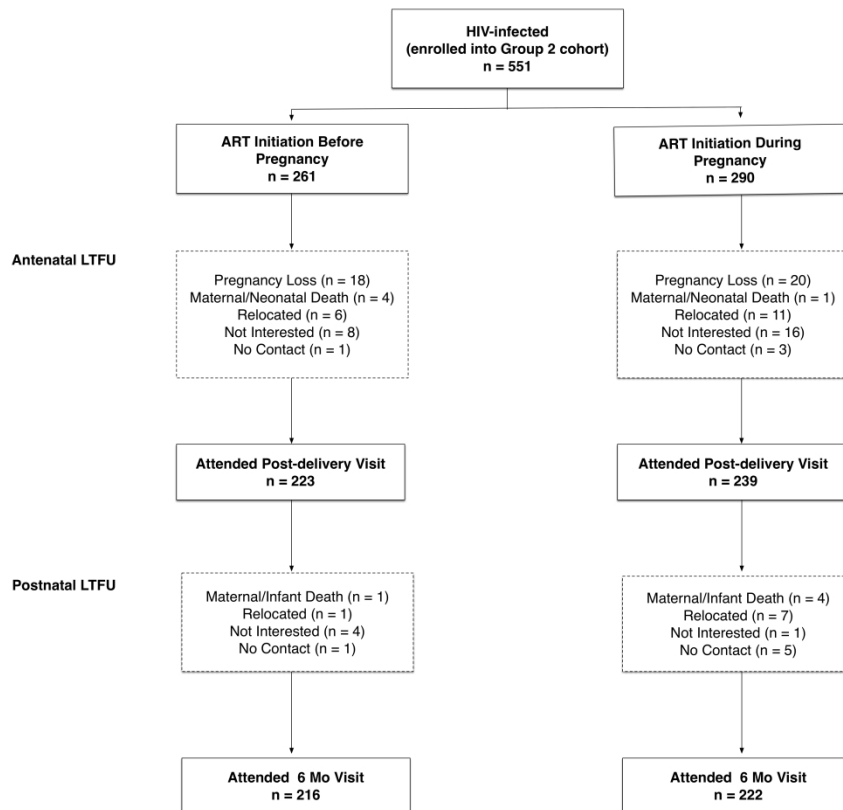 HIV-infected
(enrolled into Group 2 cohort)
n = 551
ART Initiation Before
Pregnancy
n = 261
ART Initiation During
Pregnancy
n = 290
Antenatal LTFU
Pregnancy Loss (n = 18)
Maternal/Neonatal Death (n = 4)
Relocated (n = 6)
Not Interested (n = 8)
No Contact (n = 1)
Pregnancy Loss (n = 20)
Maternal/Neonatal Death (n = 1)
Relocated (n = 11)
Not Interested (n = 16)
No Contact (n = 3)
Attended Post-delivery Visit
n = 223
Attended Post-delivery Visit
n = 239
Postnatal LTFU
Maternal/Infant Death (n = 1)
Relocated (n = 1)
Not Interested (n = 4)
No Contact (n = 1)
Maternal/Infant Death (n = 4)
Relocated (n = 7)
Not Interested (n = 1)
No Contact (n = 5)
Attended 6 Mo Visit
n = 216
Attended 6 Mo Visit
n = 222